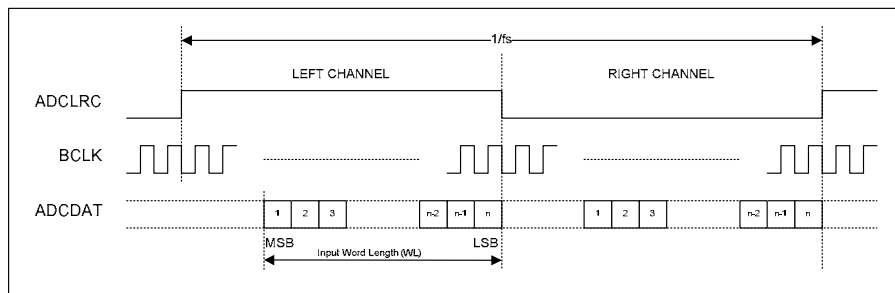 1/fs
LEFT CHANNEL RIGHT CHANNEL
ADCLRC
BCLK
ADCDAT 1 2 3 n-2 n-1 n 1 2 3 n-2 n-1 n
MSB LSB
Input Word Length (WL)